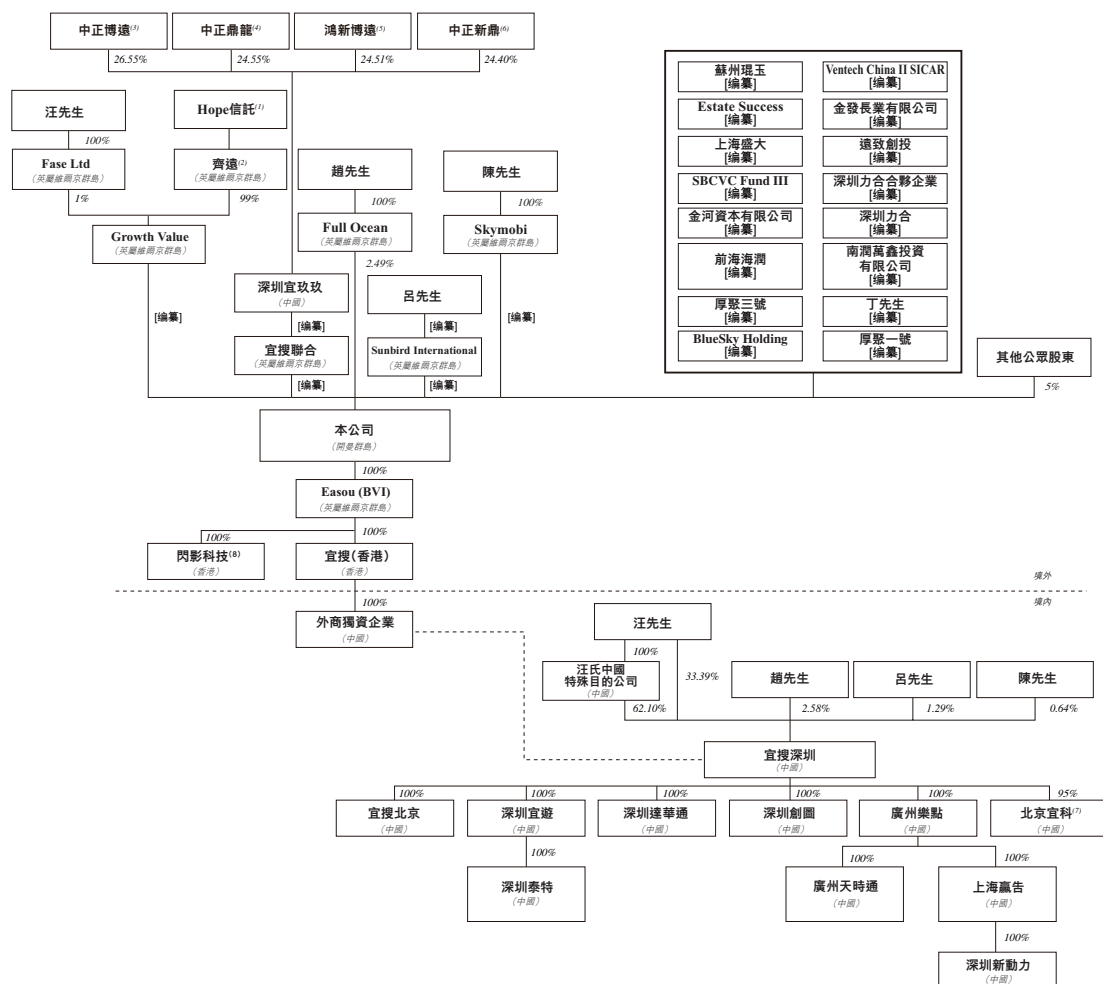 中正博遠(3)
中正鼎龍(4)
鴻新博遠(5)
中正新鼎(6)
26.55%
24.55%
24.51%
24.40%
汪先生
Hope信託(1)
100%
Fase Ltd
(英屬維爾京群島)
齊遠(2)
(英屬維爾京群島)
1%
99%
Growth Value
(英屬維爾京群島)
趙先生
陳先生
100%
100%
Full Ocean
(英屬維爾京群島)
Skymobi
(英屬維爾京群島)
2.49%
深圳宜玖玖
(中國)
呂先生
[编纂]
[编纂]
[编纂]
[编纂]
宜搜聯合
(英屬維爾京群島)
Sunbird International
(英屬維爾京群島)
[编纂]
[编纂]
蘇州琨玉
[编纂]
Ventech China II SICAR
[编纂]
Estate Success
[编纂]
金發長業有限公司
[编纂]
上海盛大
[编纂]
遠致創投
[编纂]
SBCVC Fund III
[编纂]
深圳力合合夥企業
[编纂]
金河資本有限公司
[编纂]
深圳力合
[编纂]
前海海潤
[编纂]
南潤萬鑫投資
有限公司
[编纂]
厚聚三號
[编纂]
丁先生
[编纂]
BlueSky Holding
[编纂]
厚聚一號
[编纂]
其他公眾股東
5%
本公司
(開曼群島)
100%
Easou (BVI)
(英屬維爾京群島)
100%
100%
閃影科技(8)
(香港)
宜搜(香港)
(香港)
境外
境內
100%
外商獨資企業
(中國)
汪先生
100%
33.39%
汪氏中國
特殊目的公司
(中國)
趙先生
呂先生
陳先生
62.10%
2.58%
1.29%
0.64%
宜搜深圳
(中國)
100%
100%
100%
100%
100%
95%
宜搜北京
(中國)
深圳宜遊
(中國)
深圳達華通
(中國)
深圳創圖
(中國)
廣州樂點
(中國)
北京宜科(7)
(中國)
100%
100%
100%
深圳泰特
(中國)
廣州天時通
(中國)
上海贏告
(中國)
100%
深圳新動力
(中國)